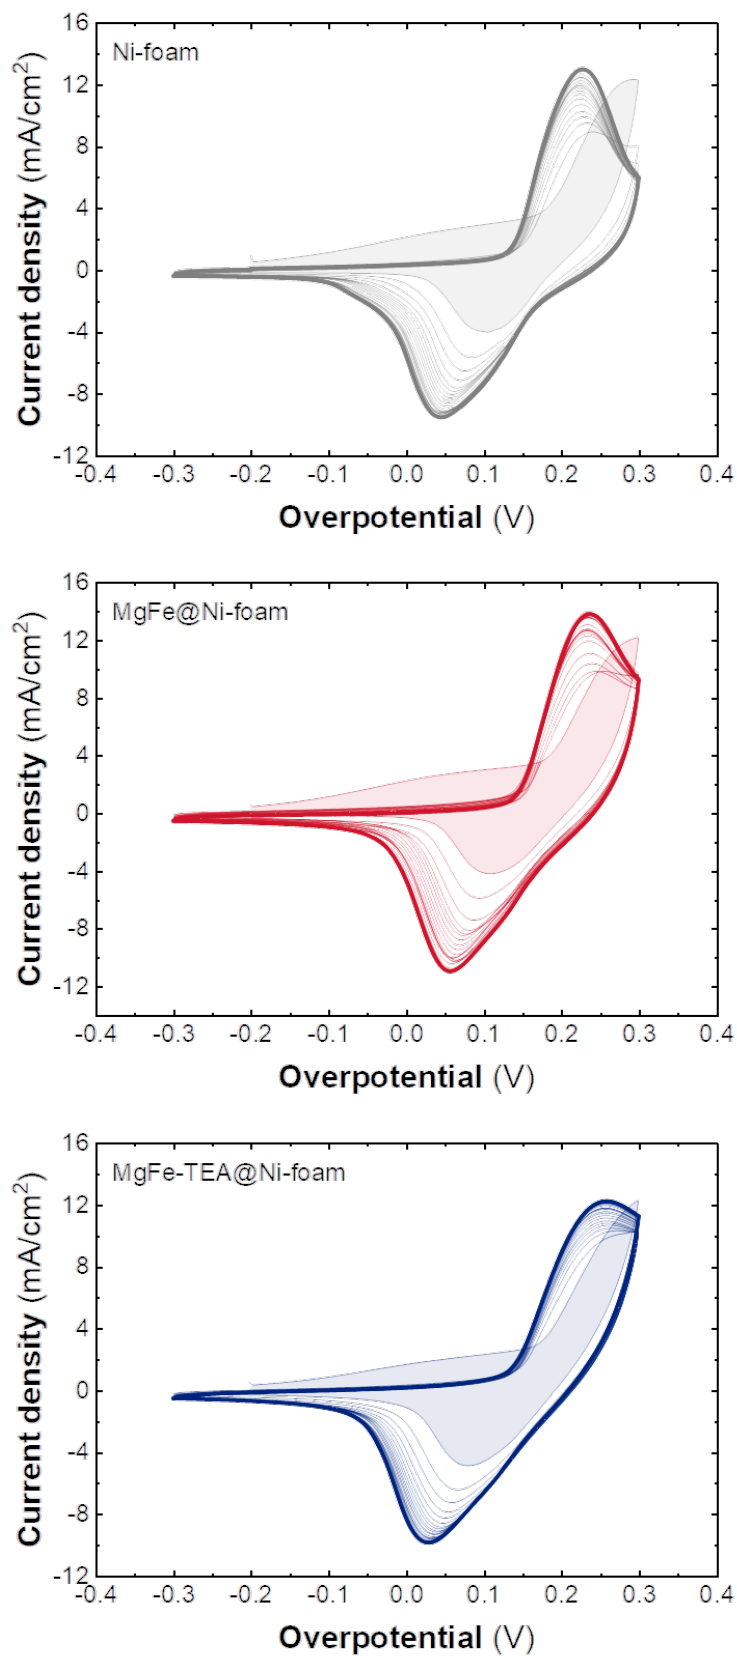 Ni-foam
Current density (mA/cm²)
16
12
8
4
0
-4
-8
-12
-0.4 -0.3 -0.2 -0.1 0.0 0.1 0.2 0.3 0.4
Overpotential (V)
MgFe@Ni-foam
Current density (mA/cm²)
16
12
8
4
0
-4
-8
-12
-0.4 -0.3 -0.2 -0.1 0.0 0.1 0.2 0.3 0.4
Overpotential (V)
MgFe-TEA@Ni-foam
Current density (mA/cm²)
16
12
8
4
0
-4
-8
-12
-0.4 -0.3 -0.2 -0.1 0.0 0.1 0.2 0.3 0.4
Overpotential (V)